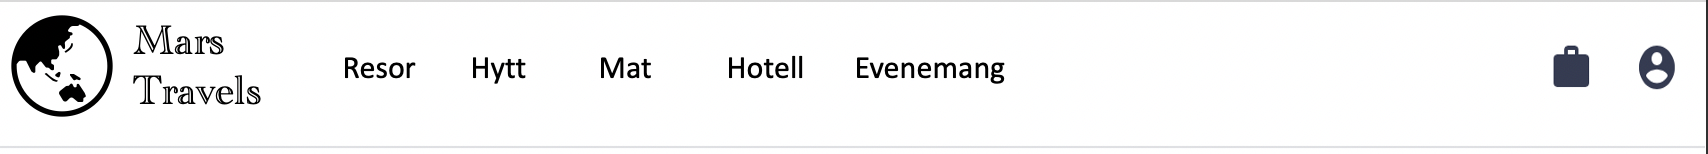 Mars
Travels
Resor Hytt Mat Hotell Evenemang